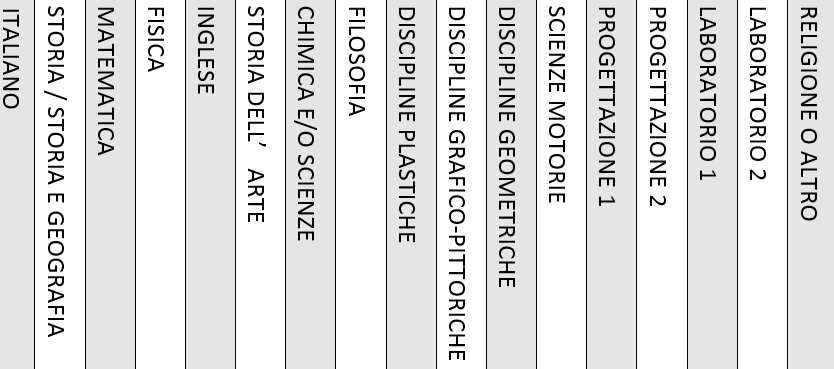 ITALIANO
STORIA / STORIA E GEOGRAFIA
MATEMATICA
FISICA
INGLESE
STORIA DELL’ ARTE
CHIMICA E/O SCIENZE
FILOSOFIA
DISCIPLINE PLASTICHE
DISCIPLINE GRAFICO-PITTORICHE
DISCIPLINE GEOMETRICHE
SCIENZE MOTORIE
PROGETTAZIONE 1
PROGETTAZIONE 2
LABORATORIO 1
LABORATORIO 2
RELIGIONE O ALTRO